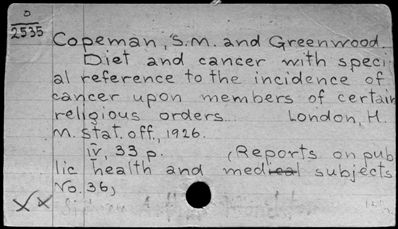 O
2535
Copeman, S.M. and Greenwood.
Diet and cancer with speci
al reference to the incidence of
cancer upon members of certain
religious orders... London, H.
M. stat. off., 1926.
iv, 33 p. (Reports on pub
lic health and medical subjects
No. 36)